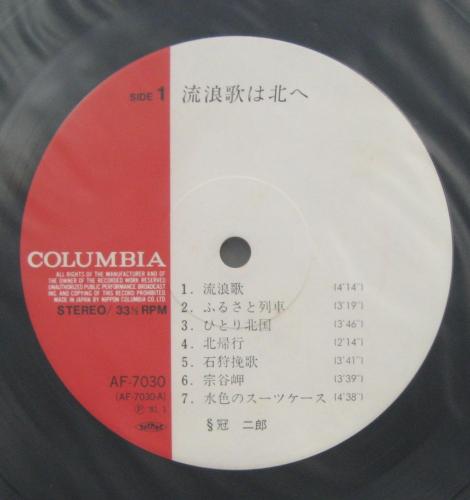 SIDE 1
流浪歌は北へ
COLUMBIA
ALL RIGHTS OF THE MANUFACTURER AND OF
THE OWNER OF THE RECORDED WORK RESERVED
UNAUTHORIZED PUBLIC PERFORMANCE BROADCAST
ING AND COPYING OF THIS RECORD PROHIBITED
MADE IN JAPAN BY NIPPON COLUMBIA CO. LTD.
STEREO/33⅓ RPM
1. 流浪歌 (4'14")
2. ふるさと列車 (3'19")
3. ひとり北国 (3'46")
4. 北帰行 (2'14")
5. 石狩挽歌 (3'41")
6. 宗谷岬 (3'39")
7. 水色のスーツケース (4'38")
§冠 二郎
AF-7030
(AF-7030-A)